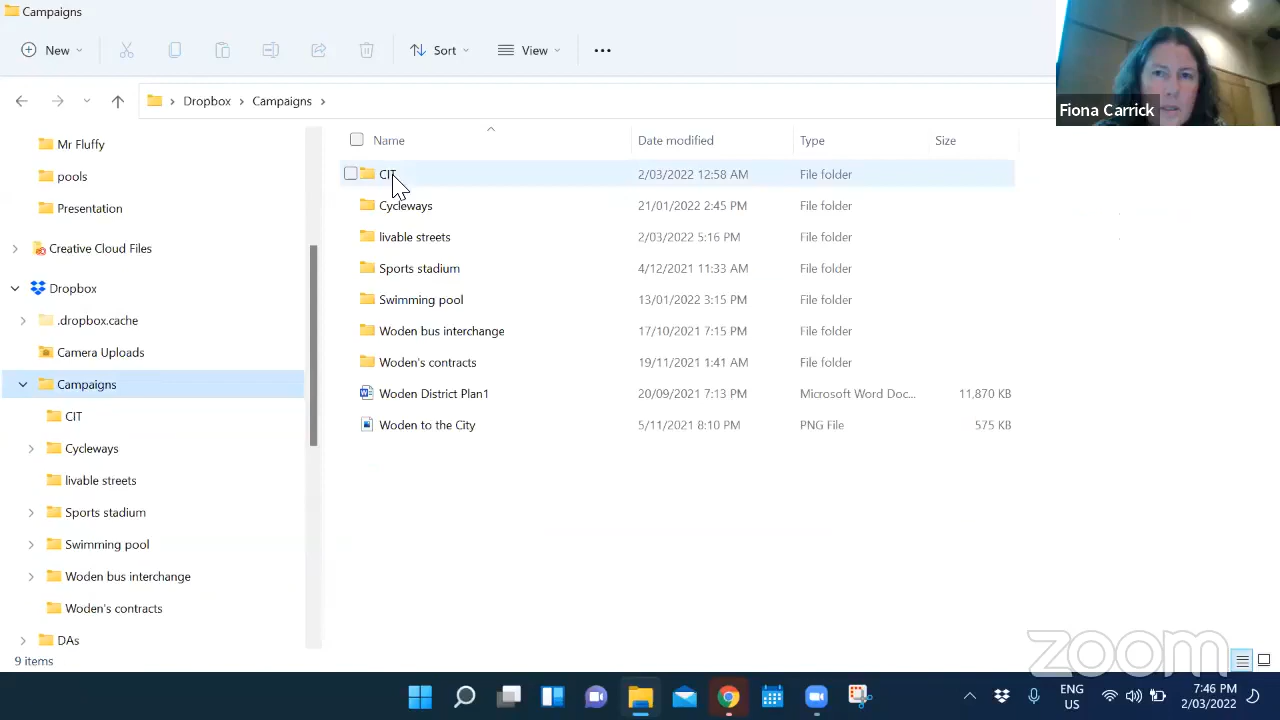 Campaigns
New
Sort
View
Dropbox > Campaigns >
Fiona Carrick
Mr Fluffy
pools
Presentation
Creative Cloud Files
Dropbox
.dropbox.cache
Camera Uploads
Campaigns
CIT
Cycleways
livable streets
Sports stadium
Swimming pool
Woden bus interchange
Woden's contracts
DAs
9 items
Name Date modified Type Size
CIT 2/03/2022 12:58 AM File folder
Cycleways 21/01/2022 2:45 PM File folder
livable streets 2/03/2022 5:16 PM File folder
Sports stadium 4/12/2021 11:33 AM File folder
Swimming pool 13/01/2022 3:15 PM File folder
Woden bus interchange 17/10/2021 7:15 PM File folder
Woden's contracts 19/11/2021 1:41 AM File folder
Woden District Plan1 20/09/2021 7:13 PM Microsoft Word Doc... 11,870 KB
Woden to the City 5/11/2021 8:10 PM PNG File 575 KB
zoom
ENG
US
7:46 PM
2/03/2022